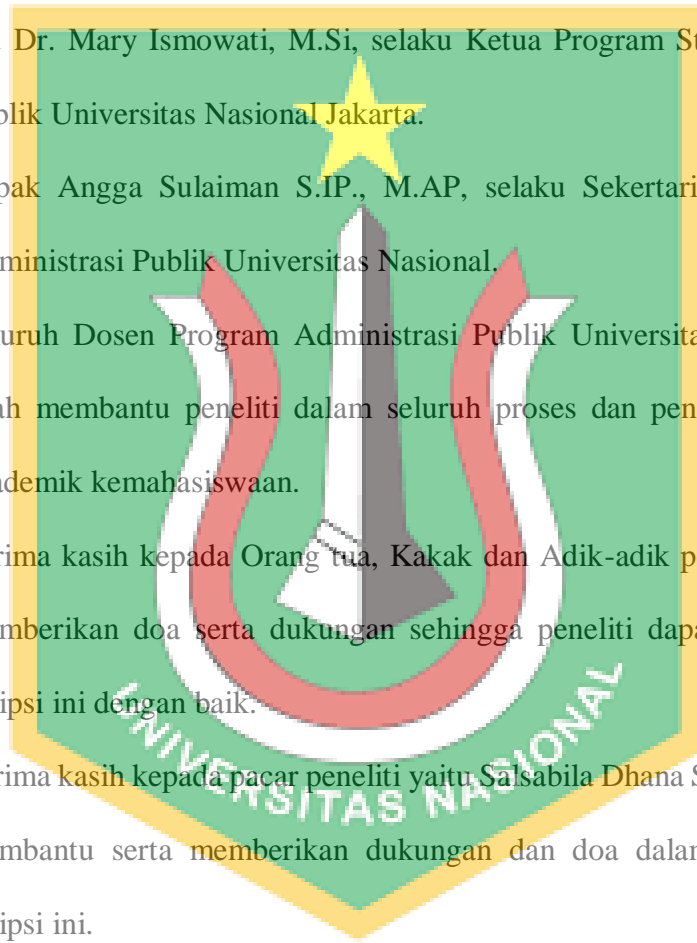 Dr. Mary Ismowati, M.Si, selaku Ketua Program St
blik Universitas Nasional Jakarta.
pak Angga Sulaiman S.IP., M.AP, selaku Sekertari
ministrasi Publik Universitas Nasional.
uruh Dosen Program Administrasi Publik Universita
ah membantu peneliti dalam seluruh proses dan pen
ademik kemahasiswaan.
rima kasih kepada Orang tua, Kakak dan Adik-adik p
mberikan doa serta dukungan sehingga peneliti dapa
ipsi ini dengan baik.
rima kasih kepada pacar peneliti yaitu Salsabila Dhana S
mbantu serta memberikan dukungan dan doa dalam
ipsi ini.
UNIVERSITAS NASIONAL